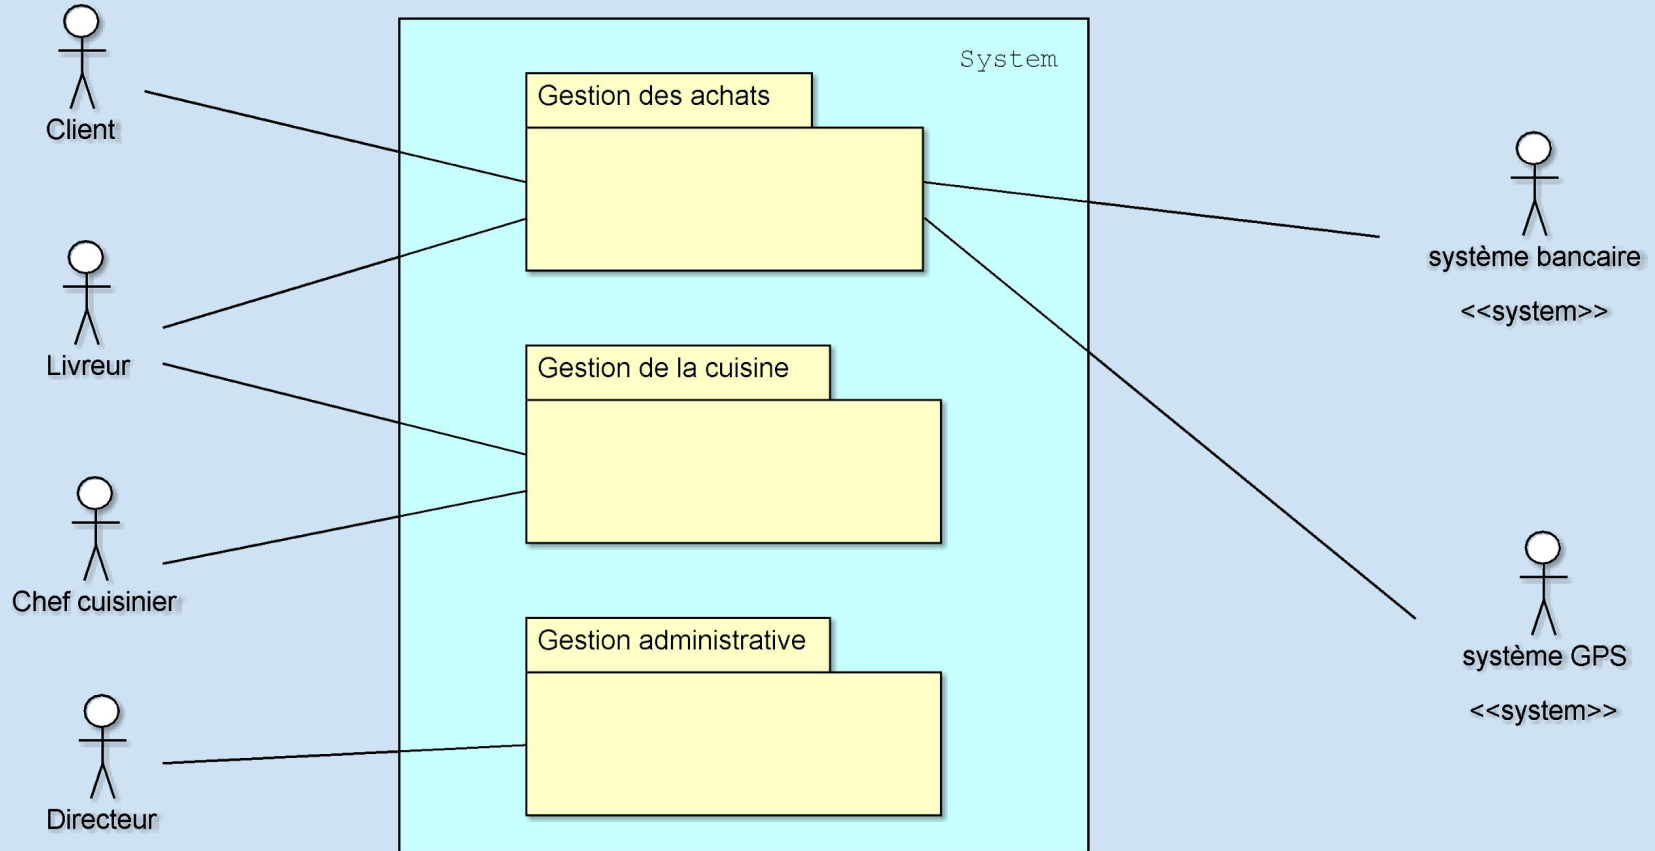 System
Client
Gestion des achats
système bancaire
<<system>>
Livreur
Gestion de la cuisine
Chef cuisinier
Gestion administrative
système GPS
<<system>>
Directeur